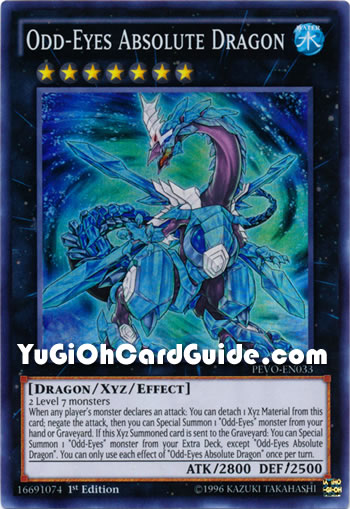 ODD-EYES ABSOLUTE DRAGON
WATER
水
YuGiOhCardGuide.com
PEVO-EN033
[DRAGON/XYZ/EFFECT]
2 Level 7 monsters
When any player's monster declares an attack: You can detach 1 Xyz Material from this
card; negate the attack, then you can Special Summon 1 "Odd-Eyes" monster from your
hand or Graveyard. If this Xyz Summoned card is sent to the Graveyard: You can Special
Summon 1 "Odd-Eyes" monster from your Extra Deck, except "Odd-Eyes Absolute
Dragon". You can only use each effect of "Odd-Eyes Absolute Dragon" once per turn.
ATK/2800 DEF/2500
16691074 1st Edition ©1996 KAZUKI TAKAHASHI